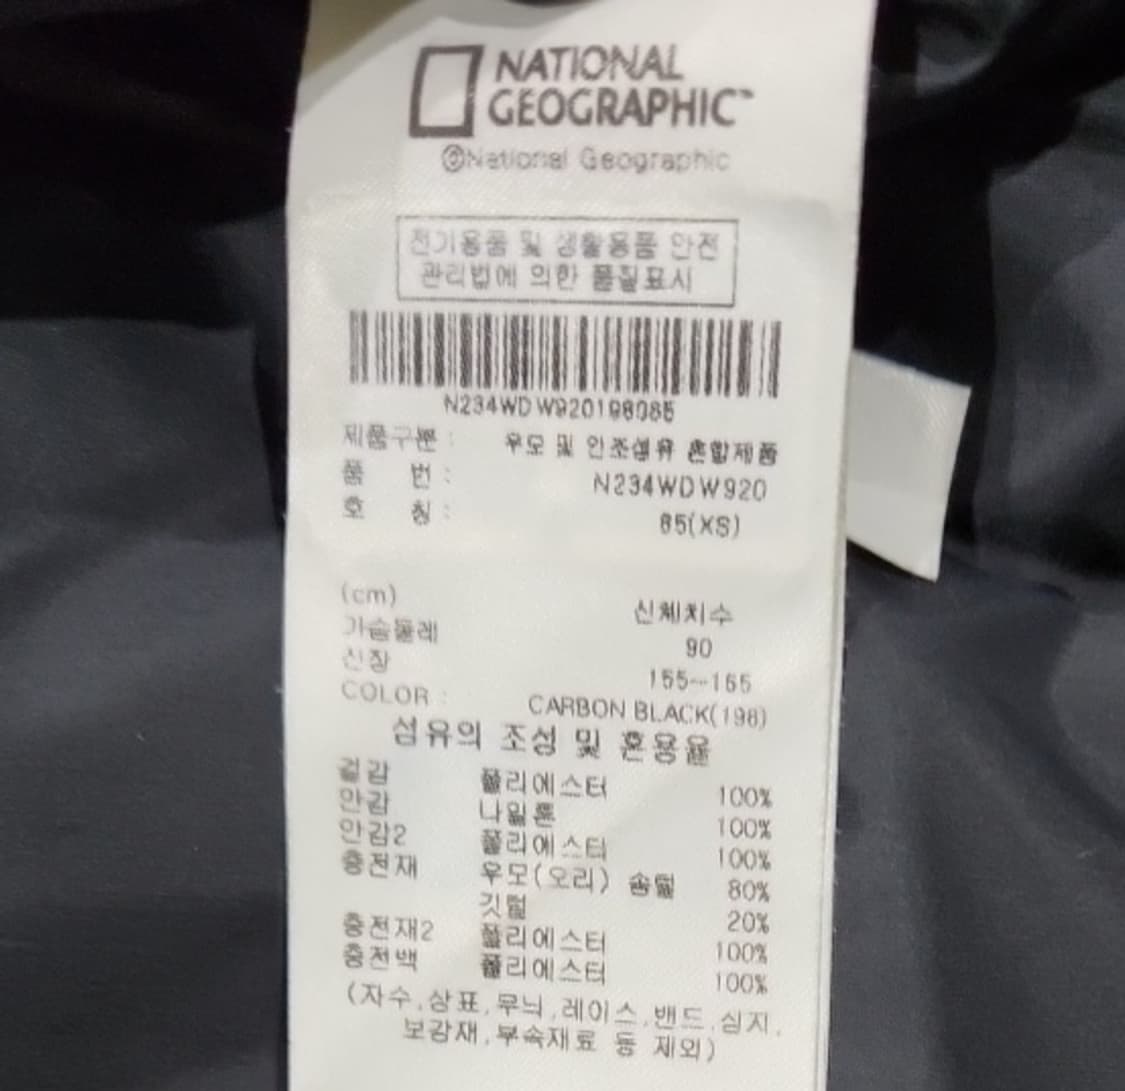 NATIONAL
GEOGRAPHIC™
©National Geographic
전기용품 및 생활용품 안전
관리법에 의한 품질표시
N234WDW920198085
제품구분 : 우모 및 인조섬유 혼합제품
품 번 : N234WDW920
호 칭 : 85(XS)
(cm) 신체치수
가슴둘레 90
신장 155~165
COLOR : CARBON BLACK(198)
섬유의 조성 및 혼용율
겉감 폴리에스터 100%
안감 나일론 100%
안감2 폴리에스터 100%
충전재 우모(오리) 솜털 80%
깃털 20%
충전재2 폴리에스터 100%
충전백 폴리에스터 100%
(자수,상표,무늬,레이스,밴드,심지,
보강재,부속재료 등 제외)